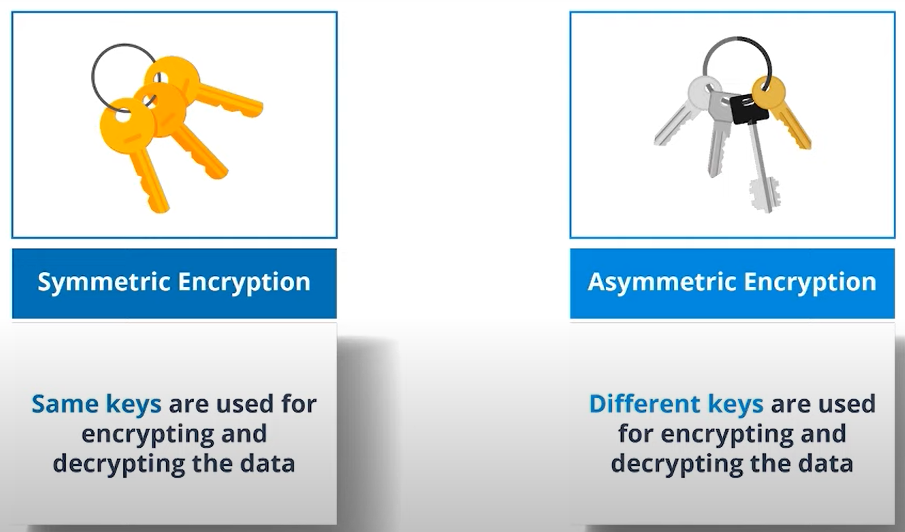 Symmetric Encryption
Same keys are used for
encrypting and
decrypting the data
Asymmetric Encryption
Different keys are used
for encrypting and
decrypting the data